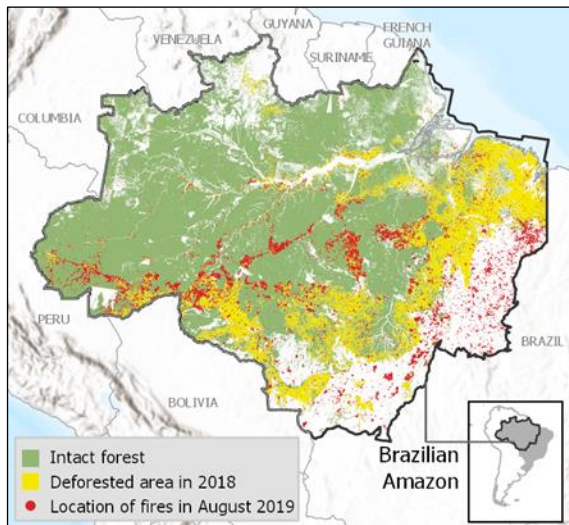 GUYANA
FRENCH
GUIANA
VENEZUELA
SURINAME
COLUMBIA
PERU
BRAZIL
BOLIVIA
Brazilian
Amazon
Intact forest
Deforested area in 2018
Location of fires in August 2019